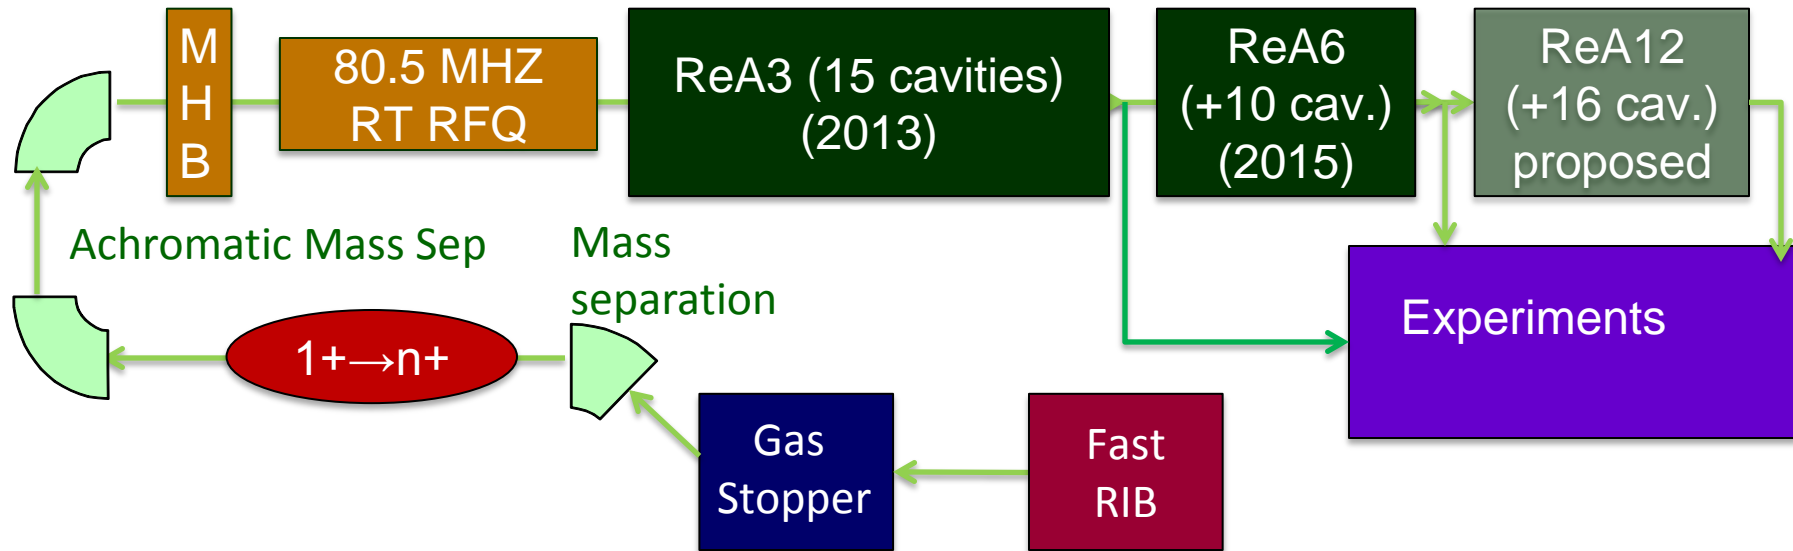 M
H
B
80.5 MHZ
RT RFQ
ReA3 (15 cavities)
(2013)
ReA6
(+10 cav.)
(2015)
ReA12
(+16 cav.)
proposed
Achromatic Mass Sep
Mass
separation
1+→n+
Experiments
Gas
Stopper
Fast
RIB